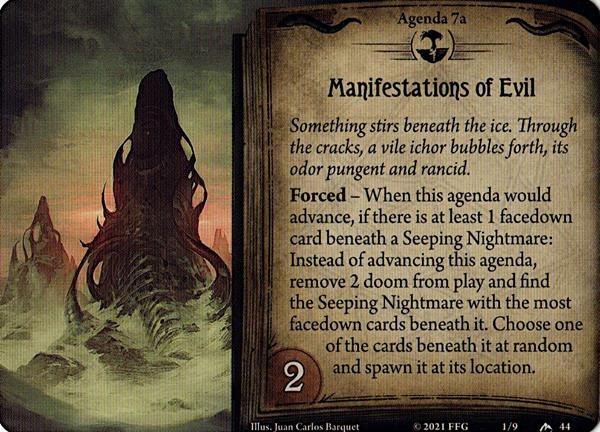 Agenda 7a
Manifestations of Evil
Something stirs beneath the ice. Through
the cracks, a vile ichor bubbles forth, its
odor pungent and rancid.
Forced – When this agenda would
advance, if there is at least 1 facedown
card beneath a Seeping Nightmare:
Instead of advancing this agenda,
remove 2 doom from play and find
the Seeping Nightmare with the most
facedown cards beneath it. Choose one
of the cards beneath it at random
and spawn it at its location.
2
Illus. Juan Carlos Barquet © 2021 FFG 1/9 44